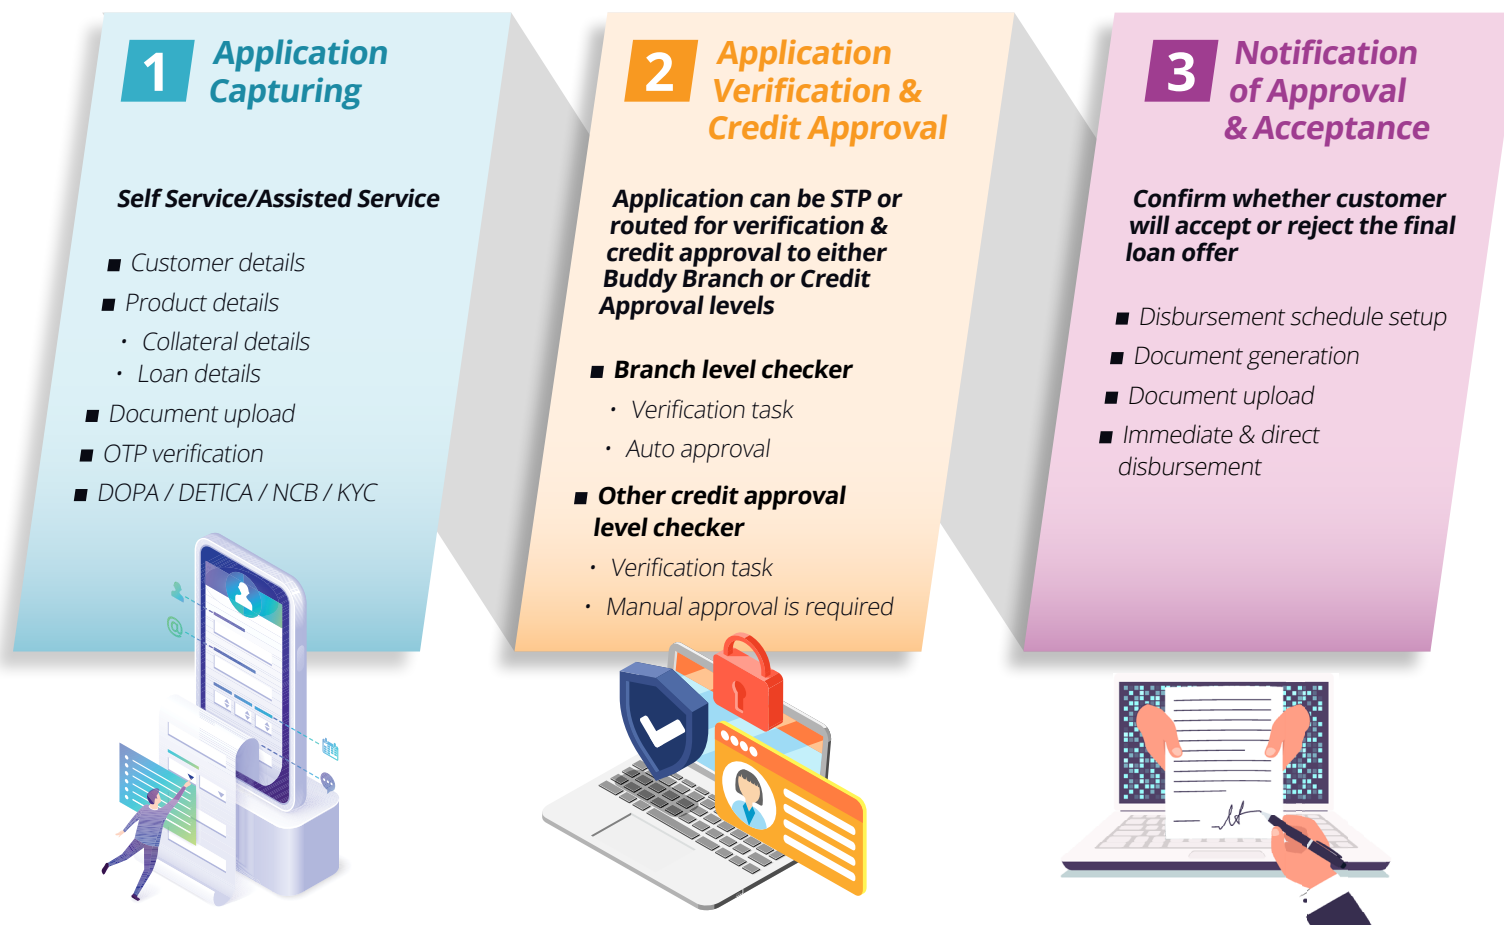 1
Application
Capturing
Self Service/Assisted Service
■ Customer details
■ Product details
• Collateral details
• Loan details
■ Document upload
■ OTP verification
■ DOPA / DETICA / NCB / KYC
2
Application
Verification &
Credit Approval
Application can be STP or
routed for verification &
credit approval to either
Buddy Branch or Credit
Approval levels
■ Branch level checker
• Verification task
• Auto approval
■ Other credit approval
level checker
• Verification task
• Manual approval is required
3
Notification
of Approval
& Acceptance
Confirm whether customer
will accept or reject the final
loan offer
■ Disbursement schedule setup
■ Document generation
■ Document upload
■ Immediate & direct
disbursement